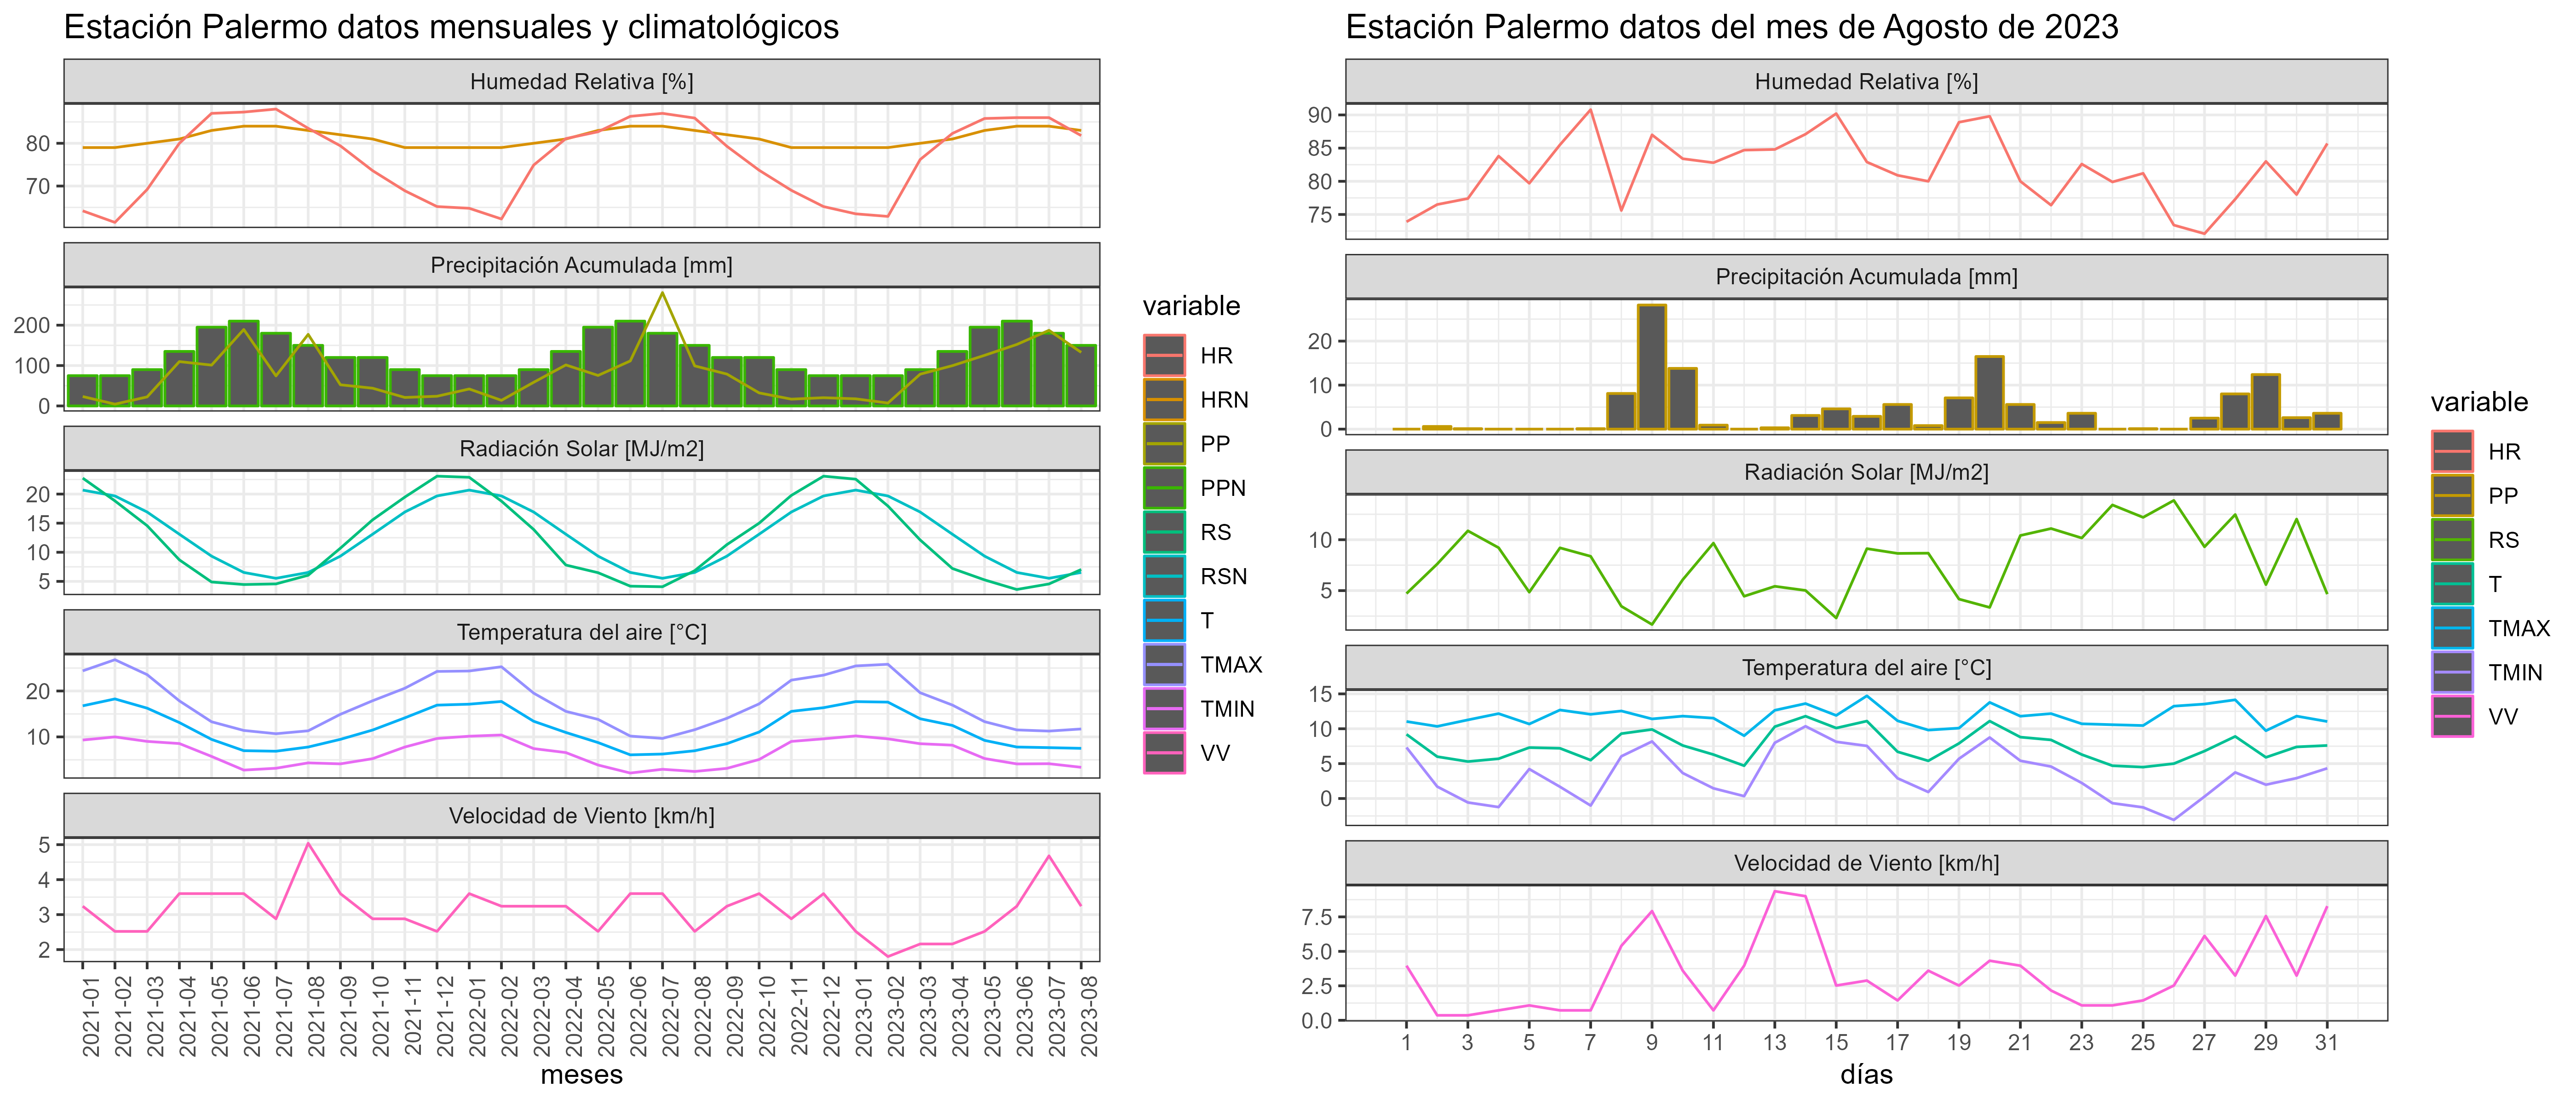 Estación Palermo datos mensuales y climatológicos
Humedad Relativa [%]
80
70
Precipitación Acumulada [mm]
200
100
0
Radiación Solar [MJ/m2]
20
15
10
5
Temperatura del aire [°C]
20
10
Velocidad de Viento [km/h]
5
4
3
2
2021-01
2021-02
2021-03
2021-04
2021-05
2021-06
2021-07
2021-08
2021-09
2021-10
2021-11
2021-12
2022-01
2022-02
2022-03
2022-04
2022-05
2022-06
2022-07
2022-08
2022-09
2022-10
2022-11
2022-12
2023-01
2023-02
2023-03
2023-04
2023-05
2023-06
2023-07
2023-08
meses
variable
HR
HRN
PP
PPN
RS
RSN
T
TMAX
TMIN
VV
Estación Palermo datos del mes de Agosto de 2023
Humedad Relativa [%]
90
85
80
75
Precipitación Acumulada [mm]
20
10
0
Radiación Solar [MJ/m2]
10
5
Temperatura del aire [°C]
15
10
5
0
Velocidad de Viento [km/h]
7.5
5.0
2.5
0.0
1 3 5 7 9 11 13 15 17 19 21 23 25 27 29 31
días
variable
HR
PP
RS
T
TMAX
TMIN
VV